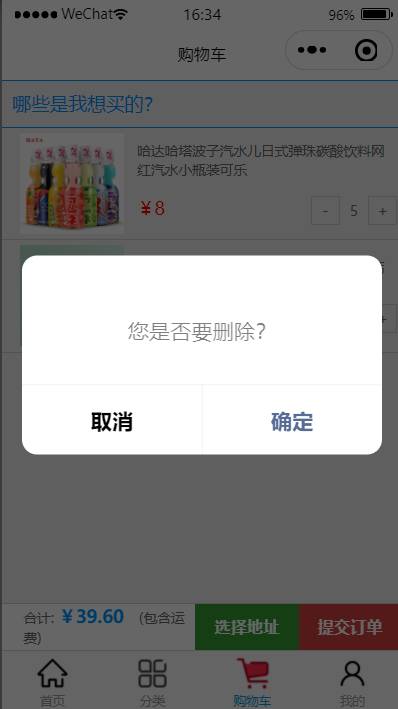 WeChat 16:34 96%
购物车
哪些是我想买的？
HATA
哈达哈塔波子汽水儿日式弹珠碳酸饮料网
红汽水小瓶装可乐
￥8 - 5 +
+
您是否要删除？
取消 确定
合计: ￥39.60 (包含运
费)
选择地址 提交订单
首页 分类 购物车 我的